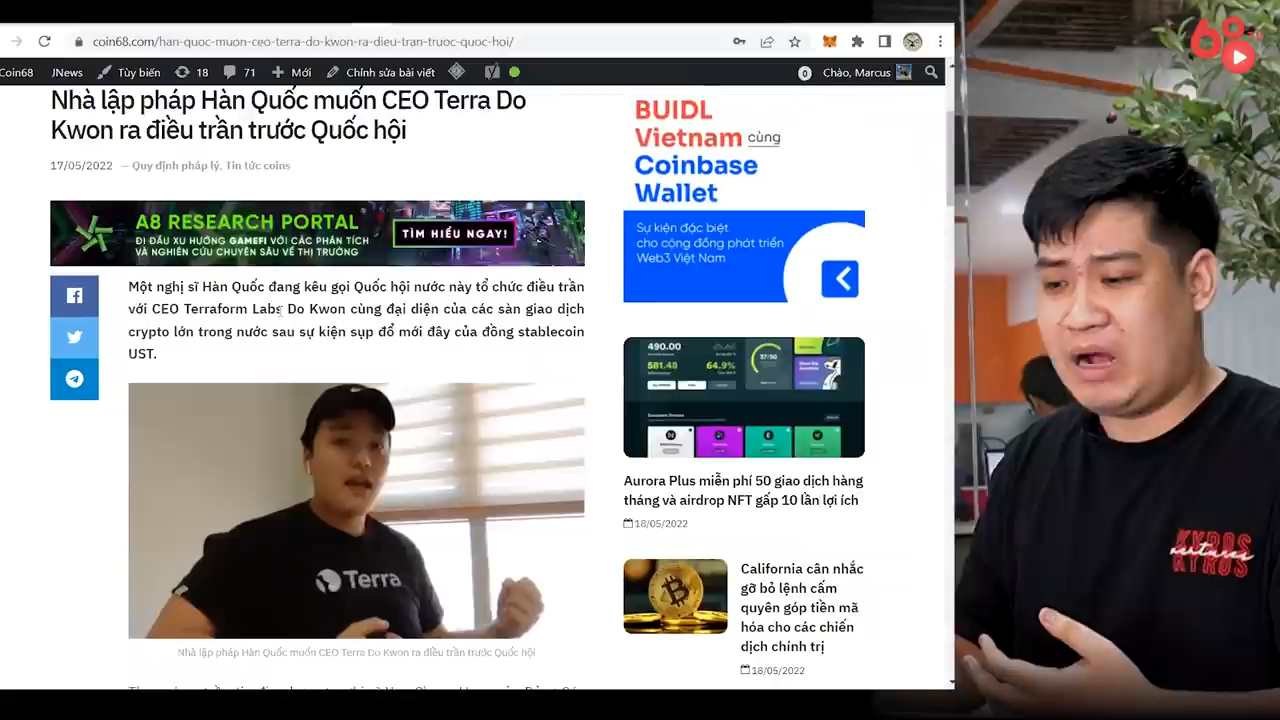 coin68.com/han-quoc-muon-ceo-terra-do-kwon-ra-dieu-tran-truoc-quoc-hoi/
Coin68 JNews Tùy biến 18 71 Mới Chỉnh sửa bài viết 0 Chào, Marcus
Nhà lập pháp Hàn Quốc muốn CEO Terra Do
Kwon ra điều trần trước Quốc hội
17/05/2022 — Quy định pháp lý, Tin tức coins
A8 RESEARCH PORTAL
ĐI ĐẦU XU HƯỚNG GAMEFI VỚI CÁC PHÂN TÍCH
VÀ NGHIÊN CỨU CHUYÊN SÂU VỀ THỊ TRƯỜNG
TÌM HIỂU NGAY!
Một nghị sĩ Hàn Quốc đang kêu gọi Quốc hội nước này tổ chức điều trần
với CEO Terraform Labs Do Kwon cùng đại diện của các sàn giao dịch
crypto lớn trong nước sau sự kiện sụp đổ mới đây của đồng stablecoin
UST.
Terra
Nhà lập pháp Hàn Quốc muốn CEO Terra Do Kwon ra điều trần trước Quốc hội
BUIDL
Vietnam cùng
Coinbase
Wallet
Sự kiện đặc biệt
cho cộng đồng phát triển
Web3 Việt Nam
490.00
581.48
64.9%
37/50
Aurora Plus miễn phí 50 giao dịch hàng
tháng và airdrop NFT gấp 10 lần lợi ích
18/05/2022
California cân nhắc
gỡ bỏ lệnh cấm
quyên góp tiền mã
hóa cho các chiến
dịch chính trị
18/05/2022
68
TV
KYROS
ventures
KYROS